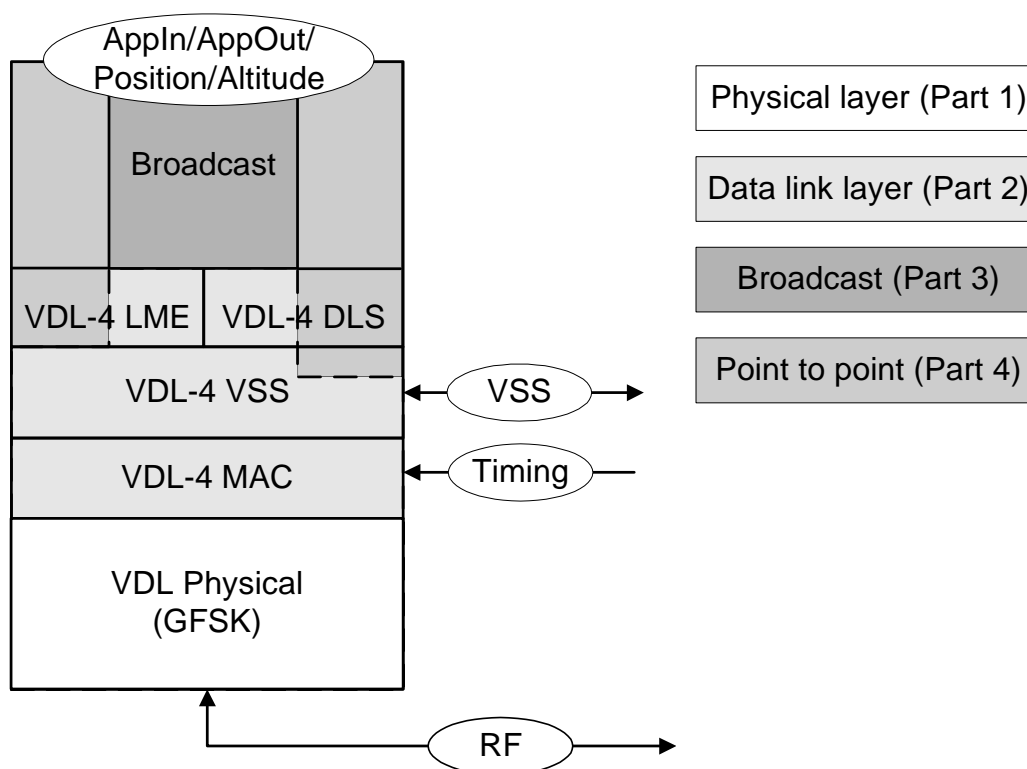 AppIn/AppOut/
Position/Altitude
Broadcast
VDL-4 LME
VDL-4 DLS
VDL-4 VSS
VSS
VDL-4 MAC
Timing
VDL Physical
(GFSK)
RF
Physical layer (Part 1)
Data link layer (Part 2)
Broadcast (Part 3)
Point to point (Part 4)